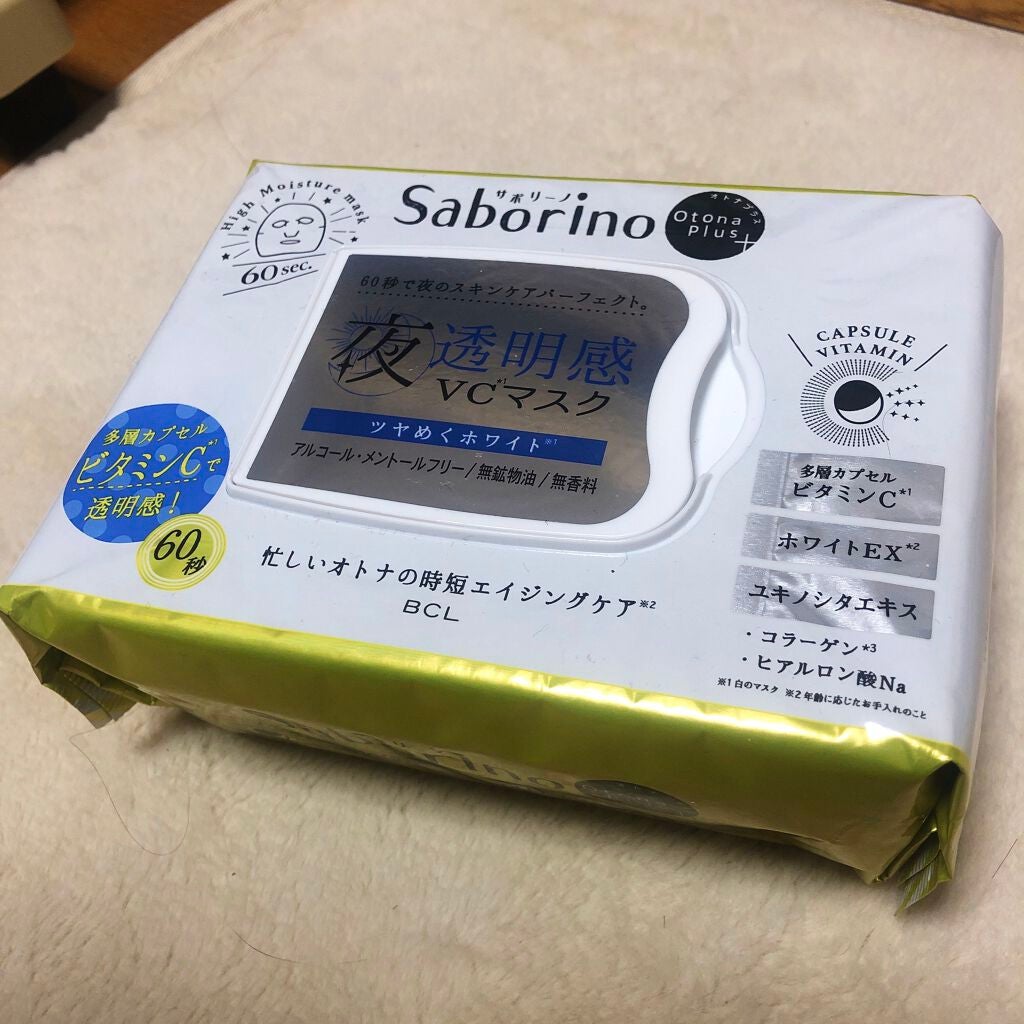 High Moisture mask
60 sec.
サボリーノ
Saborino
オトナプラス
Otona
Plus+
60秒で夜のスキンケアパーフェクト。
夜 透明感
VC*¹マスク
ツヤめくホワイト※1
アルコール・メントールフリー/無鉱物油/無香料
多層カプセル
ビタミンC*¹で
透明感!
60秒
忙しいオトナの時短エイジングケア※2
BCL
CAPSULE
VITAMIN
多層カプセル
ビタミンC*¹
ホワイトEX*²
ユキノシタエキス
・コラーゲン*³
・ヒアルロン酸Na
※1 白のマスク ※2 年齢に応じたお手入れのこと